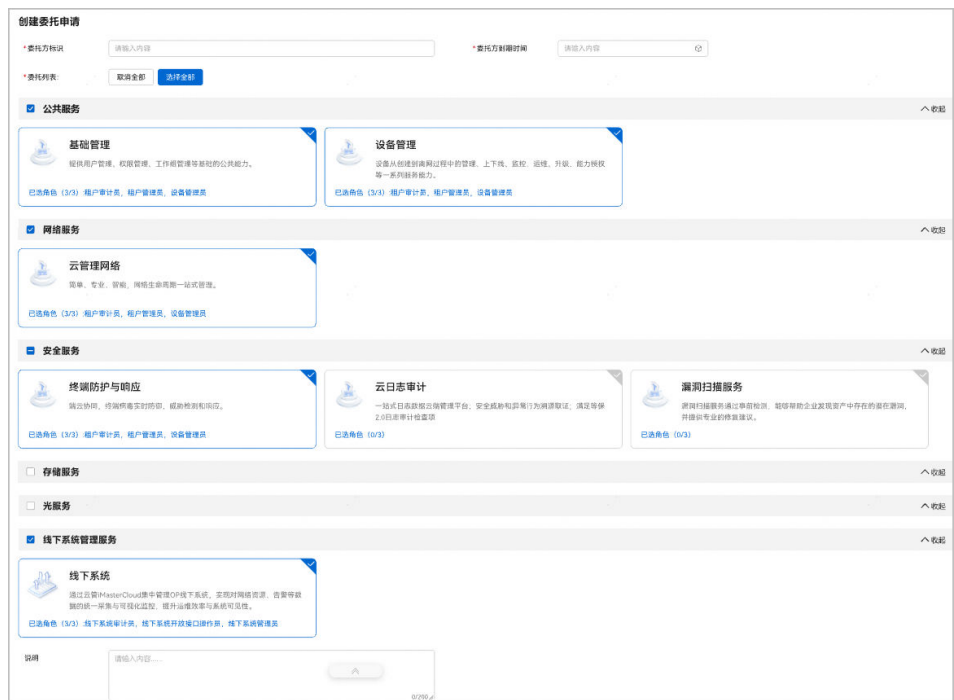 创建委托申请
*委托方标识 请输入内容 *委托方到期时间 请输入内容
*委托列表: 取消全部 选择全部
公共服务 收起
基础管理
提供用户管理、权限管理、工作组管理等基础的公共能力。
已选角色（3/3）:租户审计员，租户管理员，设备管理员
设备管理
设备从创建到离网过程中的管理、上下线、监控、运维、升级、能力授权
等一系列服务能力。
已选角色（3/3）:租户审计员，租户管理员，设备管理员
网络服务 收起
云管理网络
简单、专业、智能，网络生命周期一站式管理。
已选角色（3/3）:租户审计员，租户管理员，设备管理员
安全服务 收起
终端防护与响应
端云协同，终端病毒实时防御，威胁检测和响应。
已选角色（3/3）:租户审计员，租户管理员，设备管理员
云日志审计
一站式日志数据云端管理平台，安全威胁和异常行为溯源取证，满足等保
2.0日志审计检查项
已选角色（0/3）
漏洞扫描服务
漏洞扫描服务通过事前检测，能够帮助企业发现资产中存在的潜在漏洞，
并提供专业的修复建议。
已选角色（0/3）
存储服务 收起
光服务 收起
线下系统管理服务 收起
线下系统
通过云管iMasterCloud集中管理OP线下系统，实现对网络资源、告警等数
据的统一采集与可视化监控，提升运维效率与系统可见性。
已选角色（3/3）:线下系统审计员，线下系统开放接口操作员，线下系统管理员
说明 请输入内容......
0/250